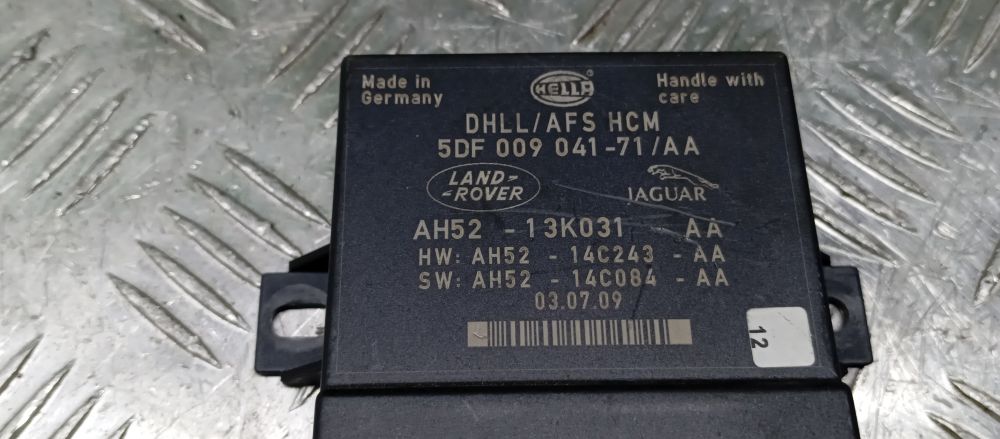 Made in
Germany
HELLA
®
Handle with
care
DHLL/AFS HCM
5DF 009 041-71/AA
LAND-
-ROVER
JAGUAR
AH52 -13K031 AA
HW: AH52 - 14C243 -AA
SW: AH52 - 14C084 -AA
03.07.09
12